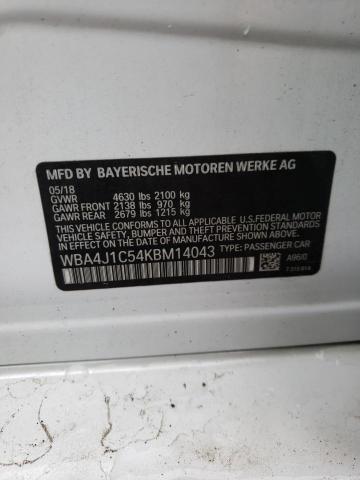 MFD BY BAYERISCHE MOTOREN WERKE AG
05/18
GVWR 4630 lbs 2100 kg
GAWR FRONT 2138 lbs 970 kg
GAWR REAR 2679 lbs 1215 kg
THIS VEHICLE CONFORMS TO ALL APPLICABLE U.S.FEDERAL MOTOR
VEHICLE SAFETY, BUMPER, AND THEFT PREVENTION STANDARDS
IN EFFECT ON THE DATE OF MANUFACTURE SHOWN ABOVE.
WBA4J1C54KBM14043 TYPE: PASSENGER CAR
A96/0